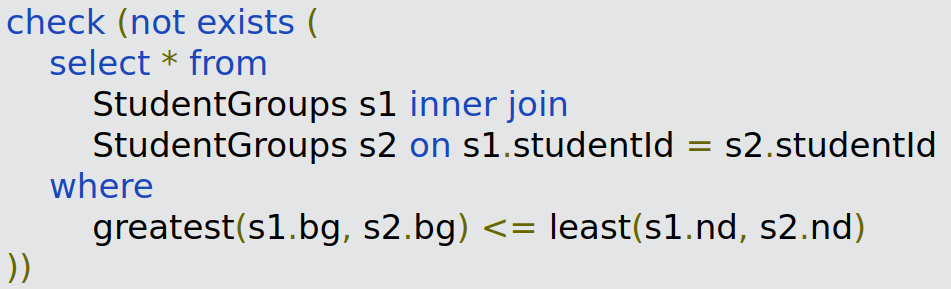 check (not exists (
select * from
StudentGroups s1 inner join
StudentGroups s2 on s1.studentId = s2.studentId
where
greatest(s1.bg, s2.bg) <= least(s1.nd, s2.nd)
))